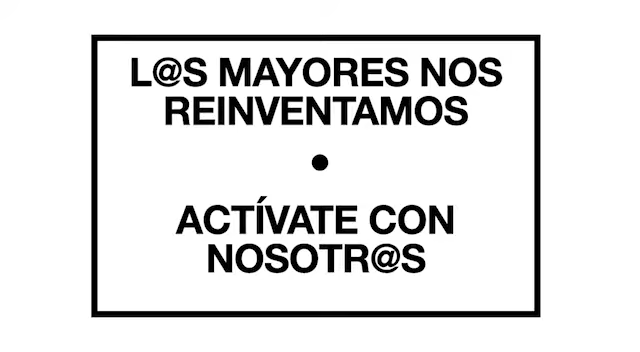 L@S MAYORES NOS
REINVENTAMOS
•
ACTÍVATE CON
NOSOTR@S